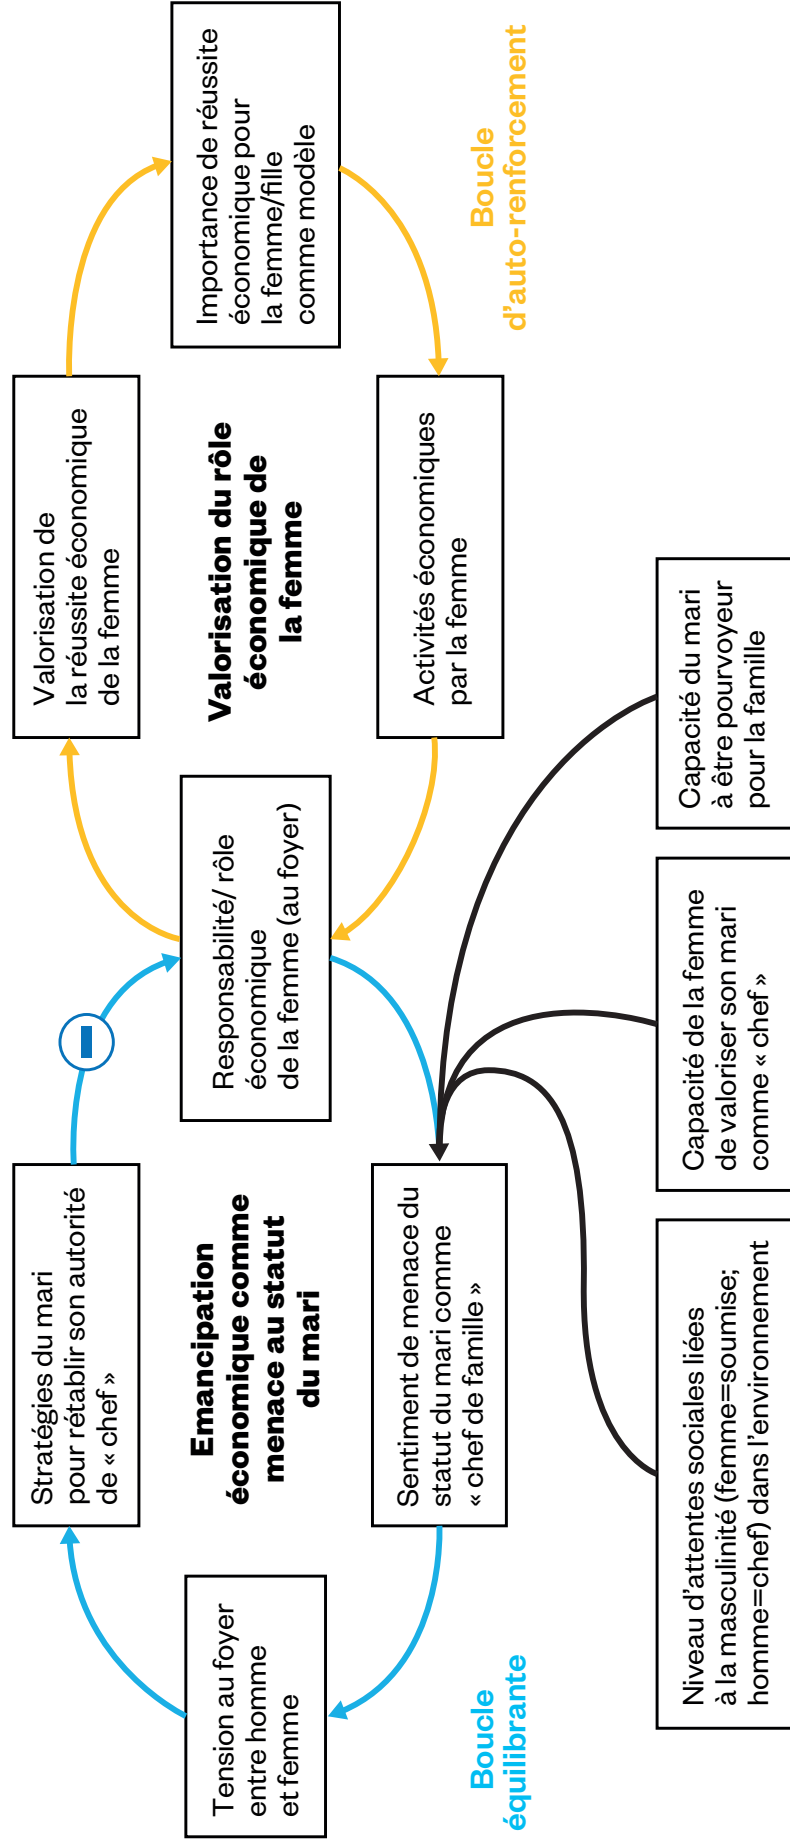 Stratégies du mari
pour rétablir son autorité
de « chef »
Valorisation de
la réussite économique
de la femme
Tension au foyer
entre homme
et femme
Emancipation
économique comme
menace au statut
du mari
Responsabilité/ rôle
économique
de la femme (au foyer)
Valorisation du rôle
économique de
la femme
Importance de réussite
économique pour
la femme/fille
comme modèle
Sentiment de menace du
statut du mari comme
« chef de famille »
Activités économiques
par la femme
Boucle
équilibrante
Boucle
d’auto-renforcement
Niveau d’attentes sociales liées
à la masculinité (femme=soumise;
homme=chef) dans l’environnement
Capacité de la femme
de valoriser son mari
comme « chef »
Capacité du mari
à être pourvoyeur
pour la famille